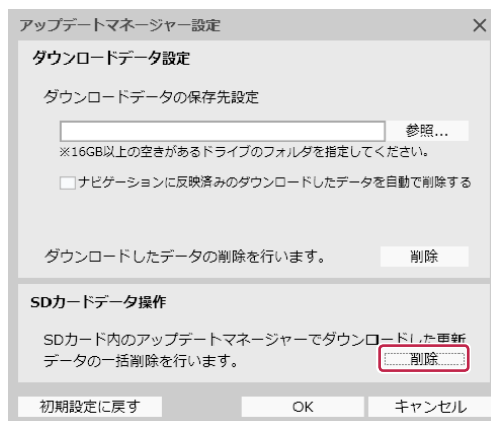 アップデートマネージャー設定
ダウンロードデータ設定
ダウンロードデータの保存先設定
参照...
※16GB以上の空きがあるドライブのフォルダを指定してください。
ナビゲーションに反映済みのダウンロードしたデータを自動で削除する
ダウンロードしたデータの削除を行います。 削除
SDカードデータ操作
SDカード内のアップデートマネージャーでダウンロードした更新
データの一括削除を行います。 削除
初期設定に戻す OK キャンセル